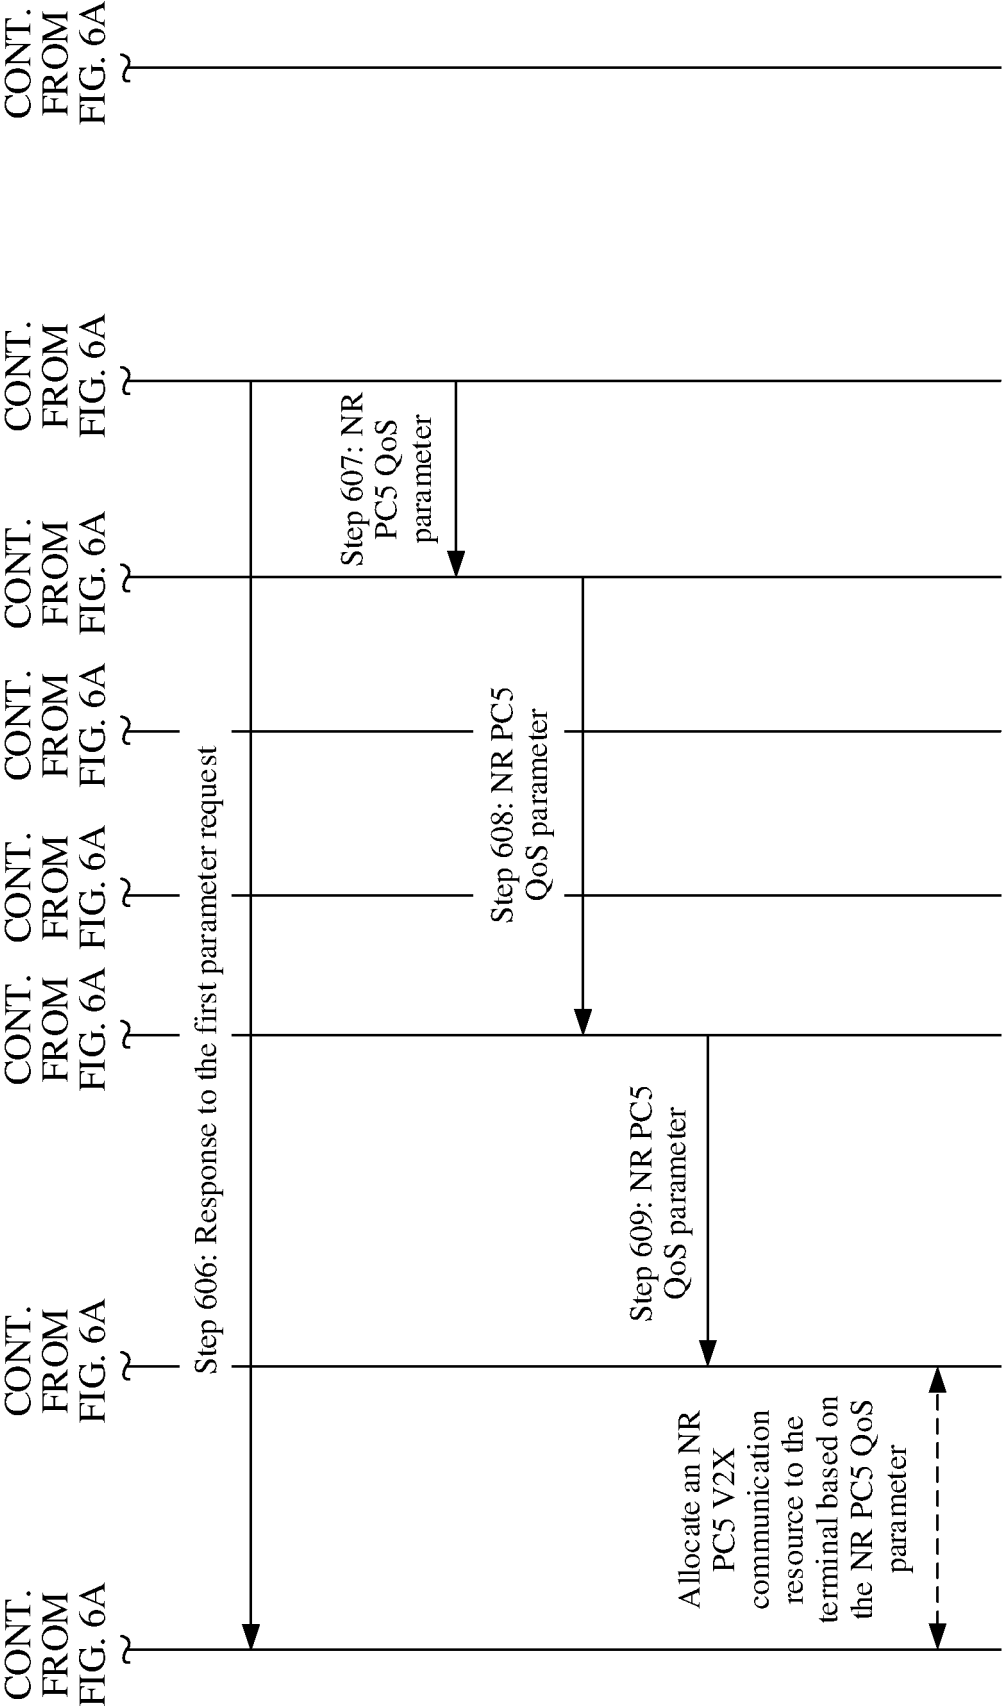 CONT.
FROM
FIG. 6A
CONT.
FROM
FIG. 6A
CONT.
FROM
FIG. 6A
CONT.
FROM
FIG. 6A
CONT.
FROM
FIG. 6A
CONT.
FROM
FIG. 6A
CONT.
FROM
FIG. 6A
CONT.
FROM
FIG. 6A
Step 606: Response to the first parameter request
Step 607: NR
PC5 QoS
parameter
Step 608: NR PC5
QoS parameter
Step 609: NR PC5
QoS parameter
Allocate an NR
PC5 V2X
communication
resource to the
terminal based on
the NR PC5 QoS
parameter